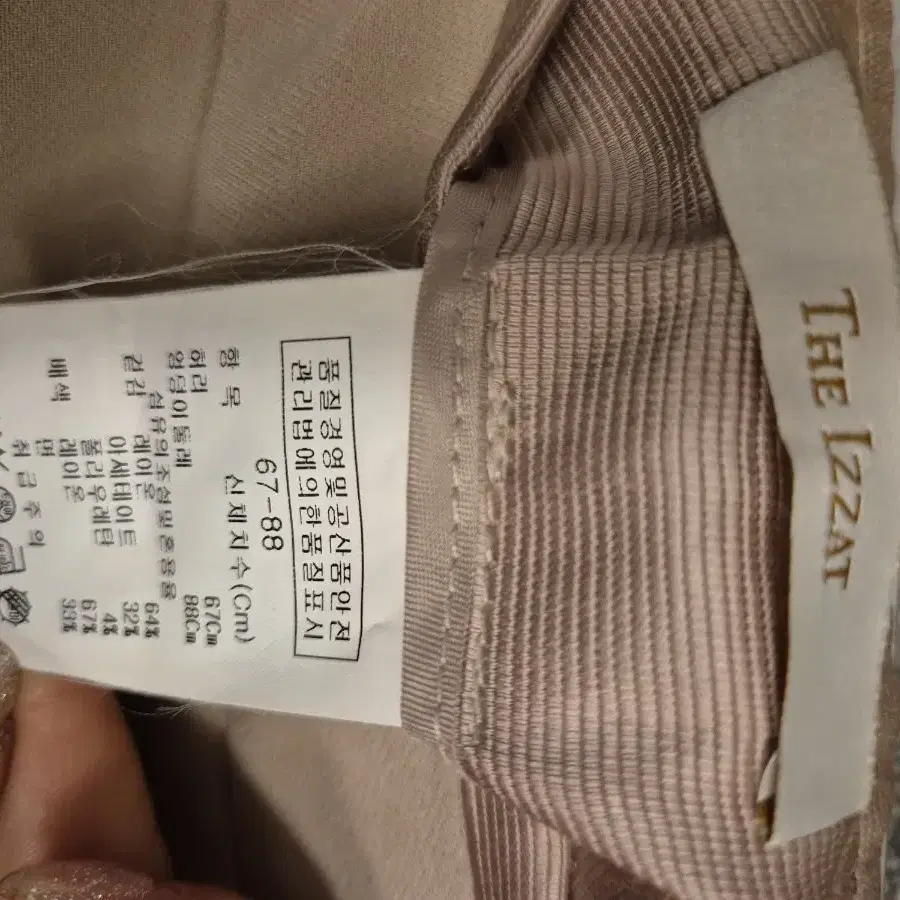 THE IZZAT
품질경영및공산품안전
관리법에의한품질표시
67-88
항 목 신체치수(Cm)
허리 67Cm
엉덩이둘레 88Cm
섬유의조성및혼용율
겉감 레이온 64%
아세테이트 32%
폴리우레탄 4%
배색 레이온 67%
면 33%
취 급 주 의